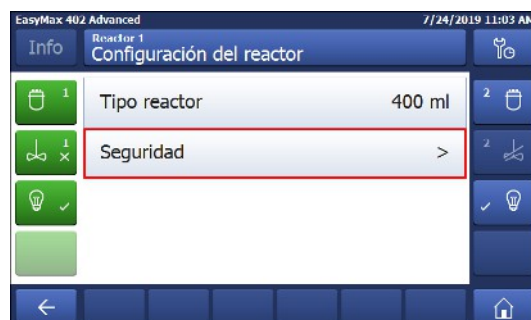 EasyMax 402 Advanced 7/24/2019 11:03 AM
Info
Reactor 1
Configuración del reactor
1
Tipo reactor 400 ml
2
1
Seguridad >
2